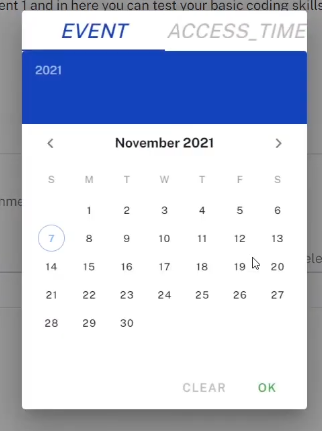 ent 1 and in here you can test your basic coding skills
EVENT ACCESS_TIME
2021
November 2021
S M T W T F S
1 2 3 4 5 6
7 8 9 10 11 12 13
14 15 16 17 18 19 20
21 22 23 24 25 26 27
28 29 30
CLEAR OK
hme
ele